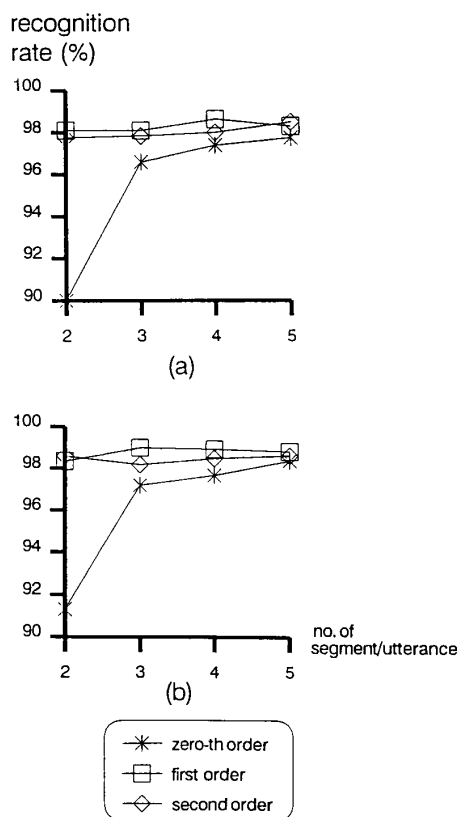 recognition
rate (%)
100
98
96
94
92
90
2 3 4 5
(a)
100
98
96
94
92
90
2 3 4 5
no. of
segment/utterance
(b)
zero-th order
first order
second order